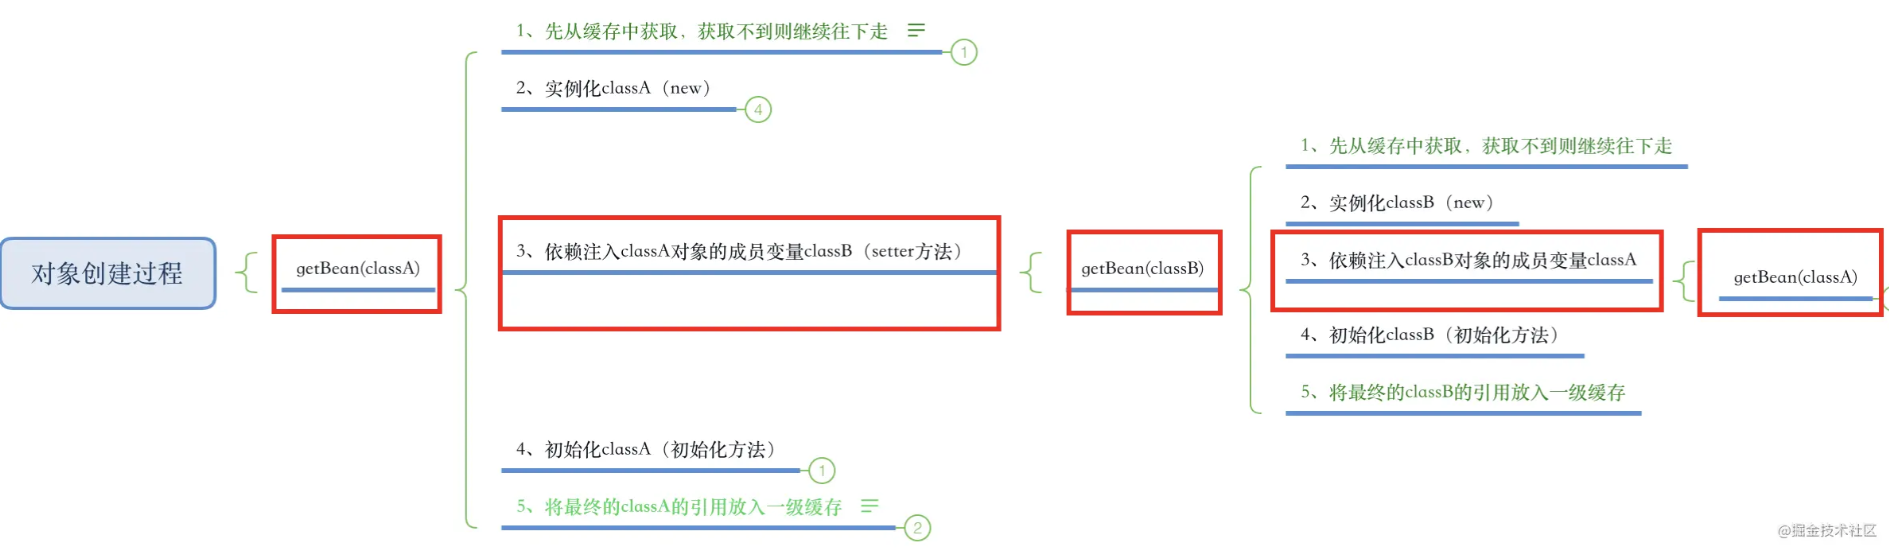 对象创建过程
getBean(classA)
1、先从缓存中获取，获取不到则继续往下走
1
2、实例化classA（new）
4
3、依赖注入classA对象的成员变量classB（setter方法）
getBean(classB)
1、先从缓存中获取，获取不到则继续往下走
2、实例化classB（new）
3、依赖注入classB对象的成员变量classA
getBean(classA)
4、初始化classB（初始化方法）
5、将最终的classB的引用放入一级缓存
4、初始化classA（初始化方法）
1
5、将最终的classA的引用放入一级缓存
2
@掘金技术社区